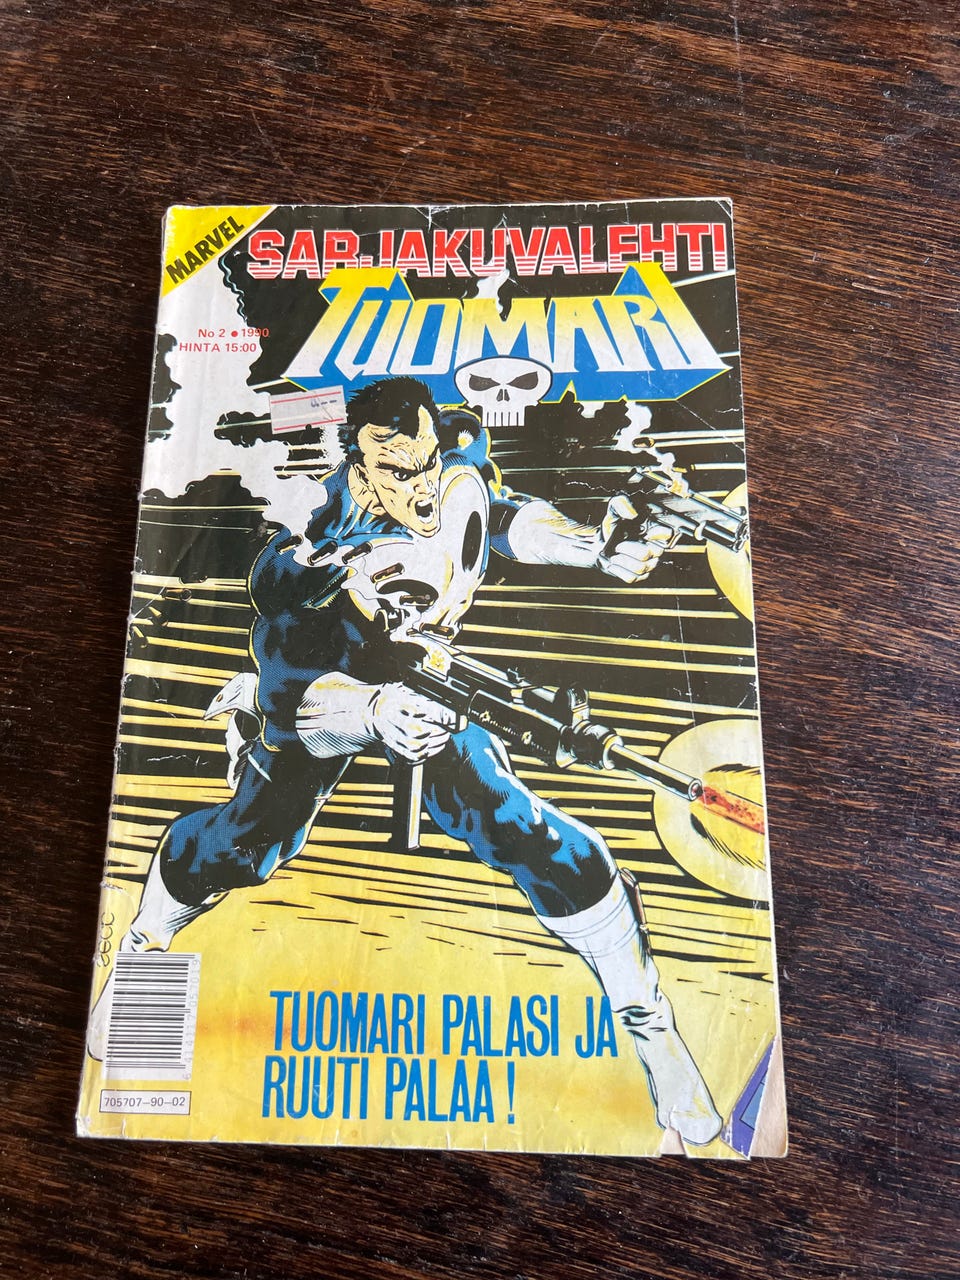 MARVEL
SARJAKUVALEHTI
TUOMARI
No 2 ● 1990
HINTA 15:00
TUOMARI PALASI JA
RUUTI PALAA !
705707–90–02